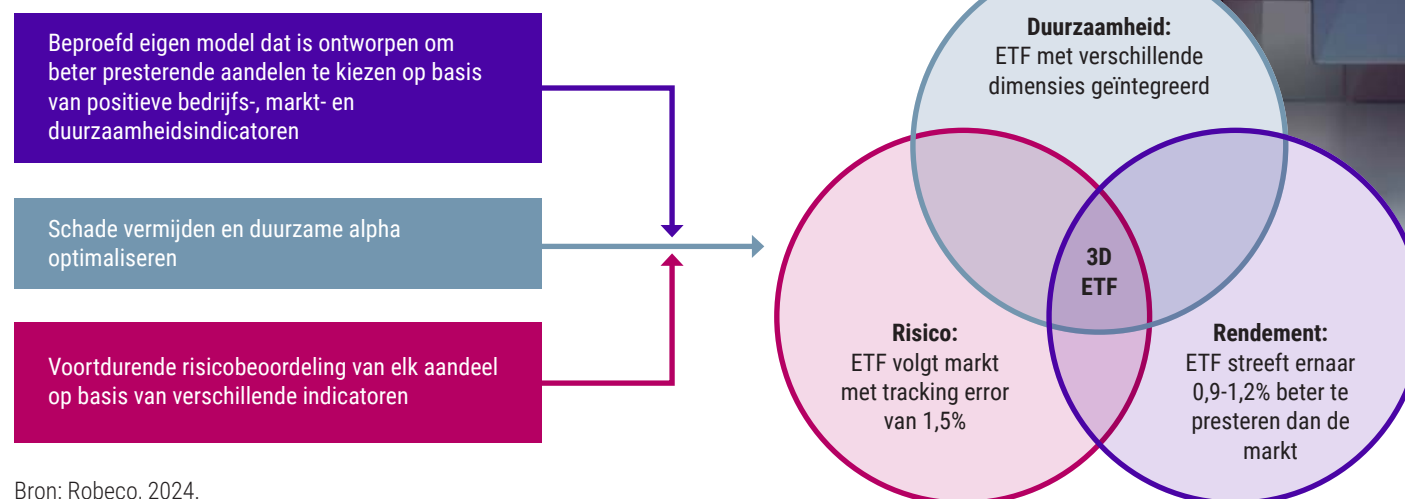 Beproefd eigen model dat is ontworpen om
beter presterende aandelen te kiezen op basis
van positieve bedrijfs-, markt- en
duurzaamheidsindicatoren
Schade vermijden en duurzame alpha
optimaliseren
Voortdurende risicobeoordeling van elk aandeel
op basis van verschillende indicatoren
Duurzaamheid:
ETF met verschillende
dimensies geïntegreerd
3D
ETF
Risico:
ETF volgt markt
met tracking error
van 1,5%
Rendement:
ETF streeft ernaar
0,9-1,2% beter te
presteren dan de
markt
Bron: Robeco, 2024.